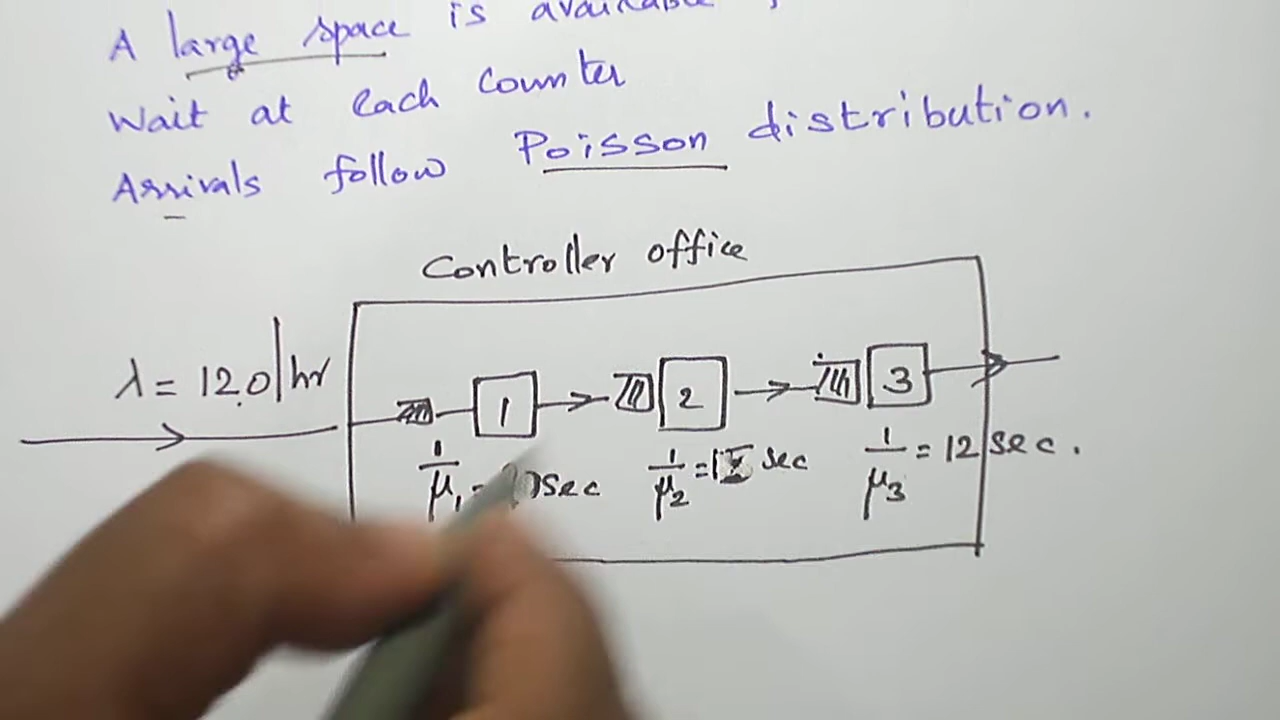 A large space is available
Wait at each counter
Arrivals follow Poisson distribution.
Controller office
λ = 120/hr
1 2 3
1/μ1 = sec 1/μ2 = sec 1/μ3 = 12 sec.